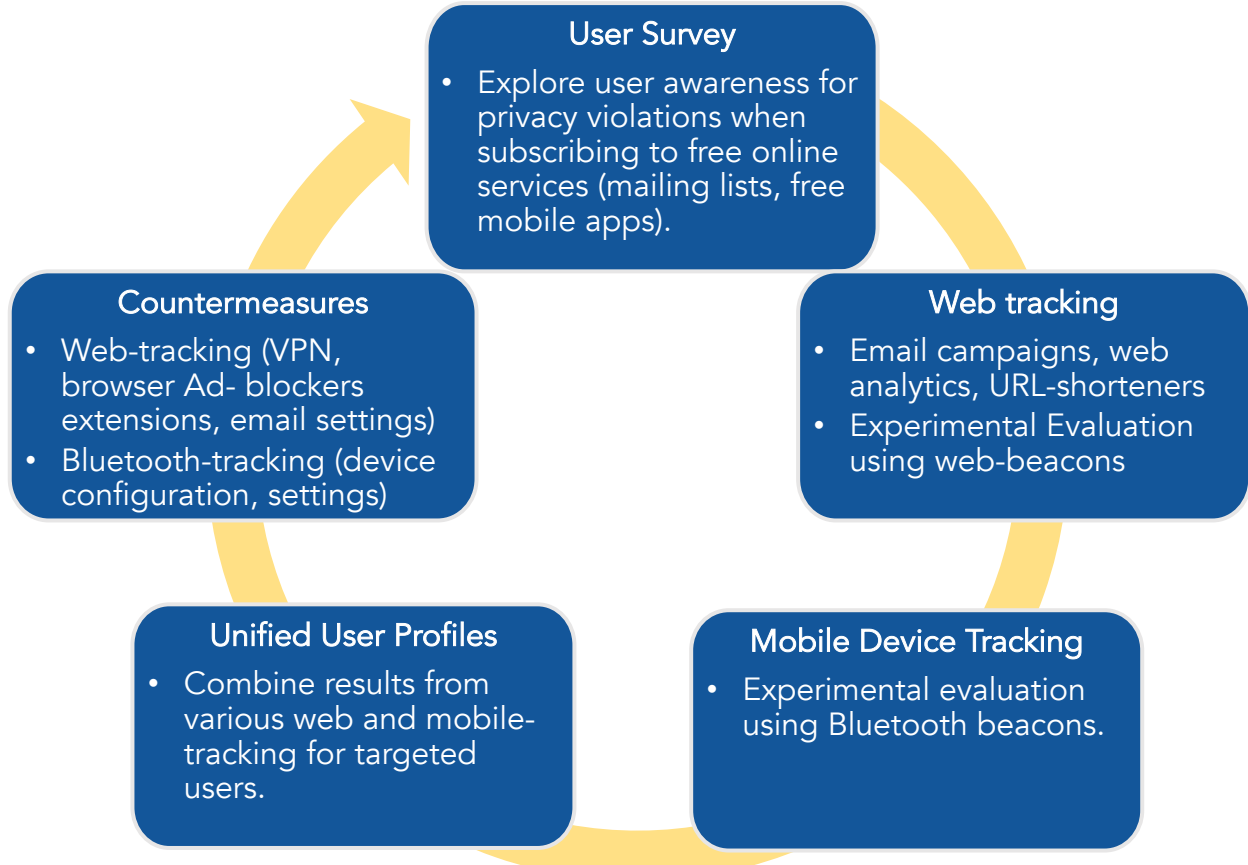 User Survey
• Explore user awareness for
privacy violations when
subscribing to free online
services (mailing lists, free
mobile apps).
Web tracking
• Email campaigns, web
analytics, URL-shorteners
• Experimental Evaluation
using web-beacons
Mobile Device Tracking
• Experimental evaluation
using Bluetooth beacons.
Unified User Profiles
• Combine results from
various web and mobile-
tracking for targeted
users.
Countermeasures
• Web-tracking (VPN,
browser Ad- blockers
extensions, email settings)
• Bluetooth-tracking (device
configuration, settings)